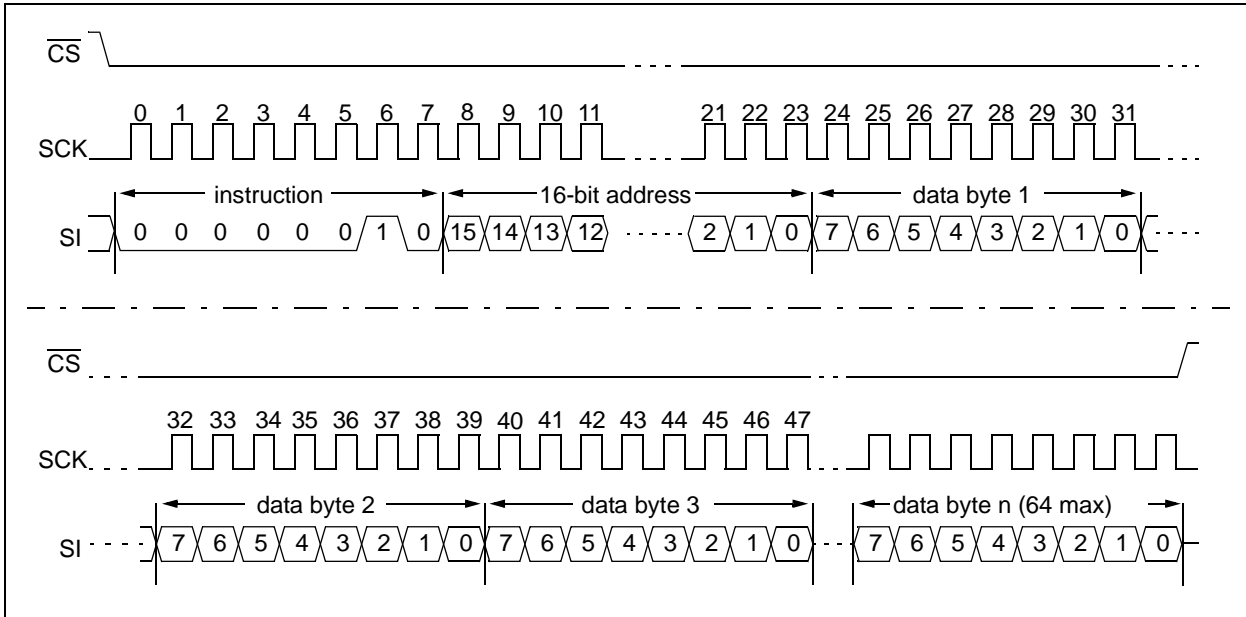 CS
0 1 2 3 4 5 6 7 8 9 10 11 21 22 23 24 25 26 27 28 29 30 31
SCK
instruction 16-bit address data byte 1
SI 0 0 0 0 0 0 1 0 15 14 13 12 2 1 0 7 6 5 4 3 2 1 0
CS
32 33 34 35 36 37 38 39 40 41 42 43 44 45 46 47
SCK
data byte 2 data byte 3 data byte n (64 max)
SI 7 6 5 4 3 2 1 0 7 6 5 4 3 2 1 0 7 6 5 4 3 2 1 0